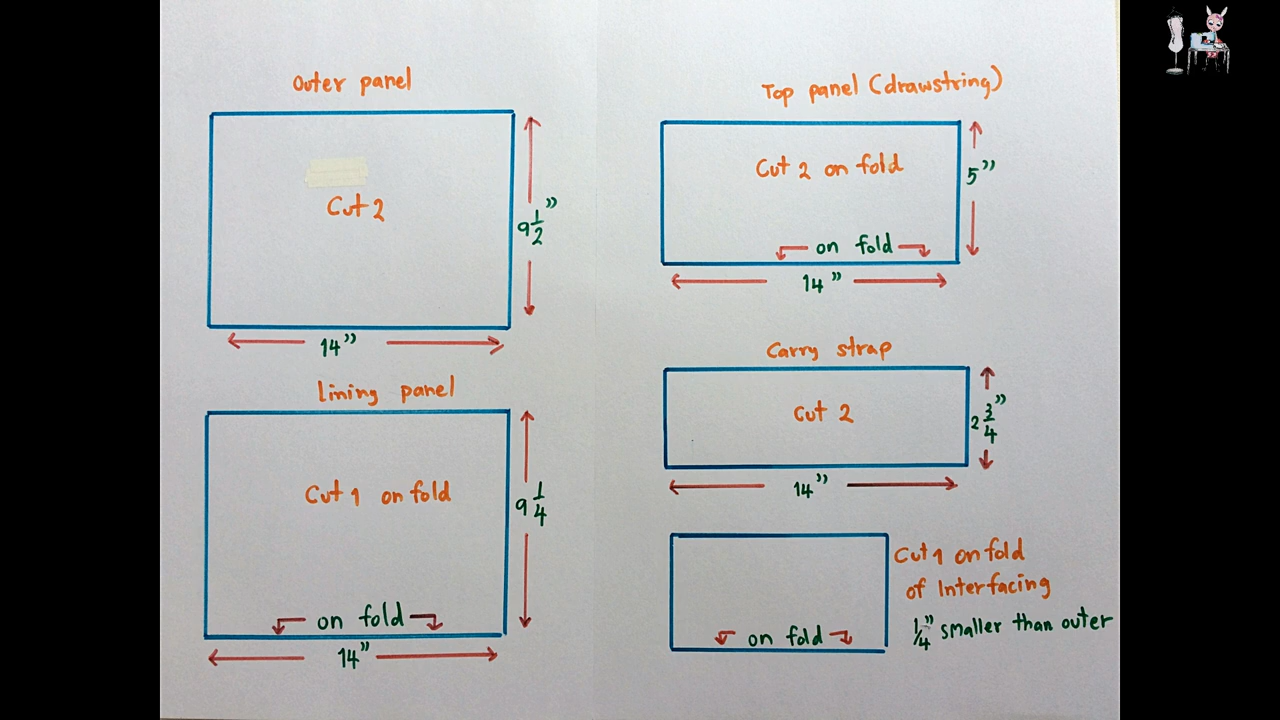 Outer panel
Cut 2
9 1/2"
14"
Lining panel
Cut 1 on fold
9 1/4
on fold
14"
Top panel (drawstring)
Cut 2 on fold
5"
on fold
14"
Carry strap
Cut 2
2 3/4"
14"
Cut 1 on fold
of Interfacing
1/4" smaller than outer
on fold